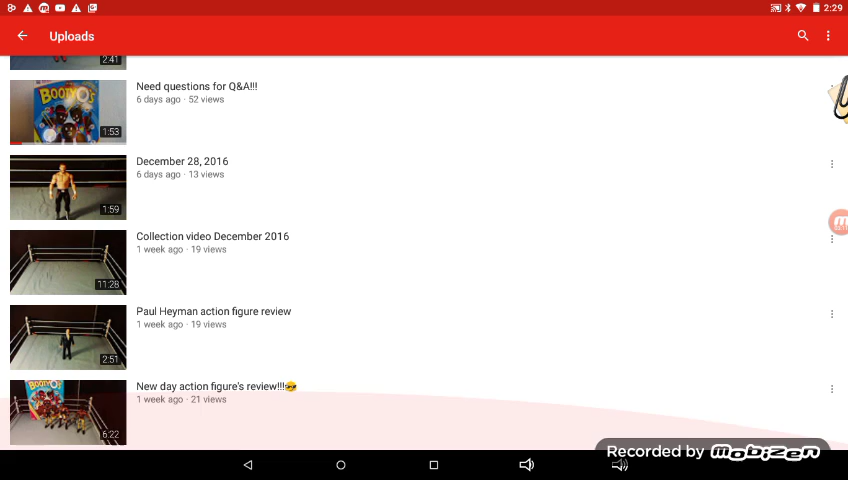 2:29
Uploads
2:41
Need questions for Q&A!!!
6 days ago · 52 views
BOOTY O'S
1:53
December 28, 2016
6 days ago · 13 views
1:59
Collection video December 2016
1 week ago · 19 views
11:28
Paul Heyman action figure review
1 week ago · 19 views
2:51
New day action figure's review!!!😎
1 week ago · 21 views
BOOTY O'S
6:22
Recorded by MOBIZEN